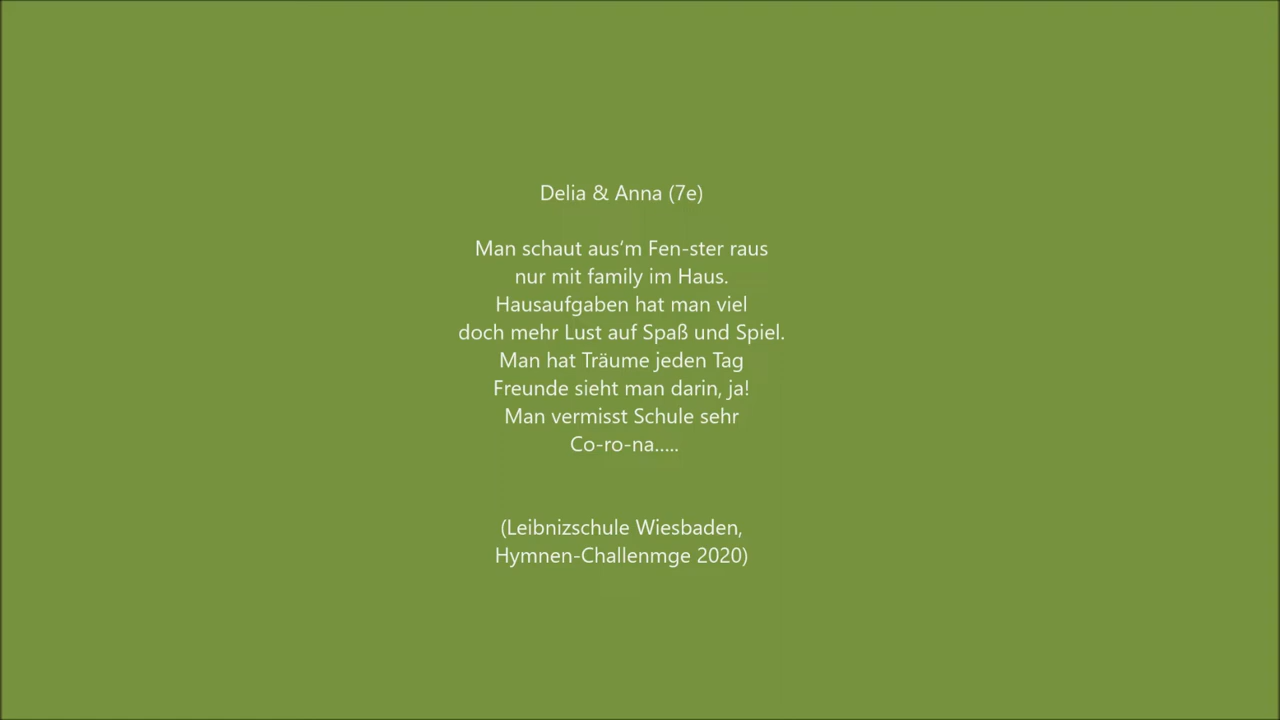 Delia & Anna (7e)
Man schaut aus‘m Fen-ster raus
nur mit family im Haus.
Hausaufgaben hat man viel
doch mehr Lust auf Spaß und Spiel.
Man hat Träume jeden Tag
Freunde sieht man darin, ja!
Man vermisst Schule sehr
Co-ro-na…..
(Leibnizschule Wiesbaden,
Hymnen-Challenmge 2020)